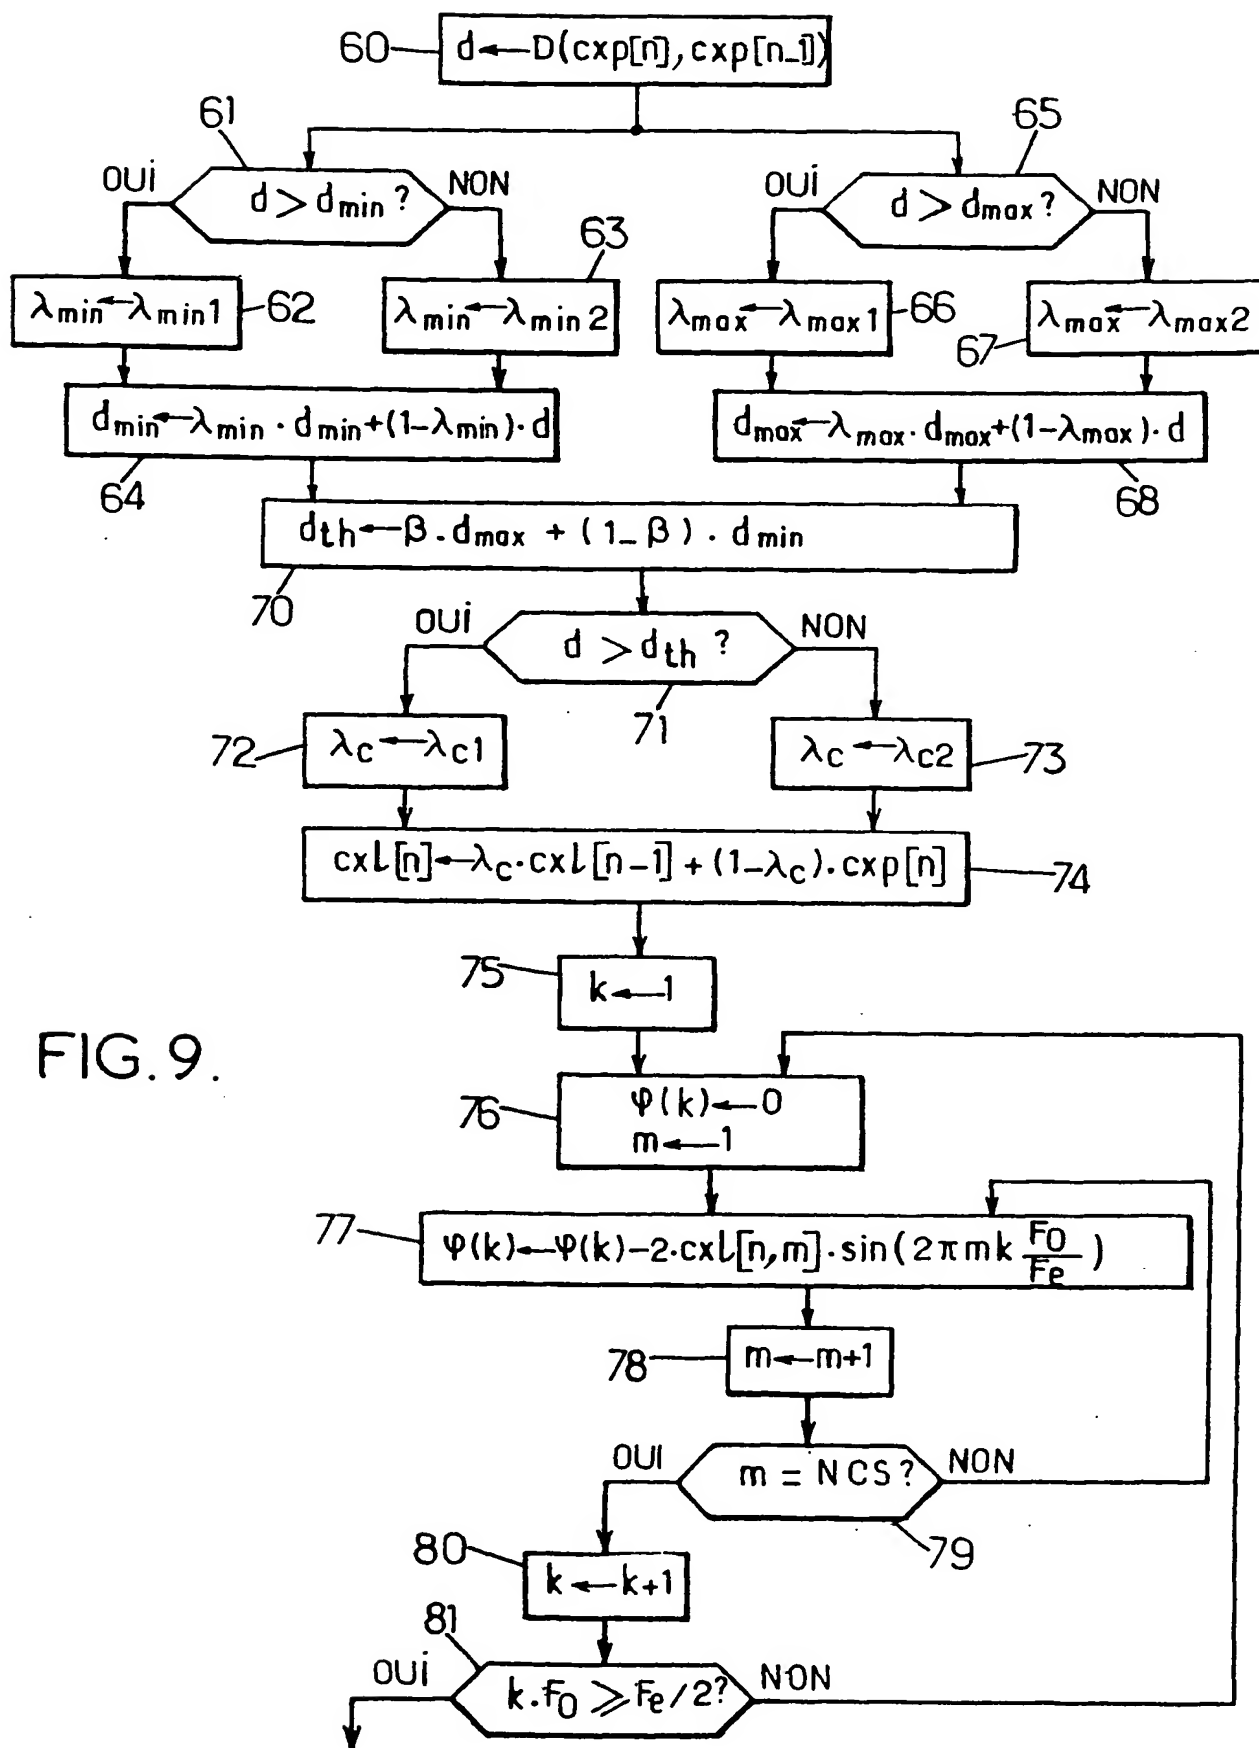 60
d←D(cxp[n],cxp[n-1])
61
65
OUi
d > dmin ?
NON
OUi
d > dmax ?
NON
63
λmin←λmin1
62
λmin←λmin2
λmax←λmax1
66
67
λmax←λmax2
dmin←λmin·dmin+(1-λmin)·d
dmax←λmax·dmax+(1-λmax)·d
64
68
dth←β.dmax + (1-β)·dmin
70
OUi
d > dth ?
NON
71
72
λc←λc1
λc←λc2
73
cxl[n]←λc·cxl[n-1]+(1-λc).cxp[n]
74
75
k←1
FIG.9.
76
φ(k)←0
m←1
77
φ(k)←φ(k)-2·cxl[n,m]·sin(2πmk F0/Fe)
78
m←m+1
OUi
m = NCS?
NON
79
80
k←k+1
81
OUi
k.F0 ≥ Fe/2?
NON